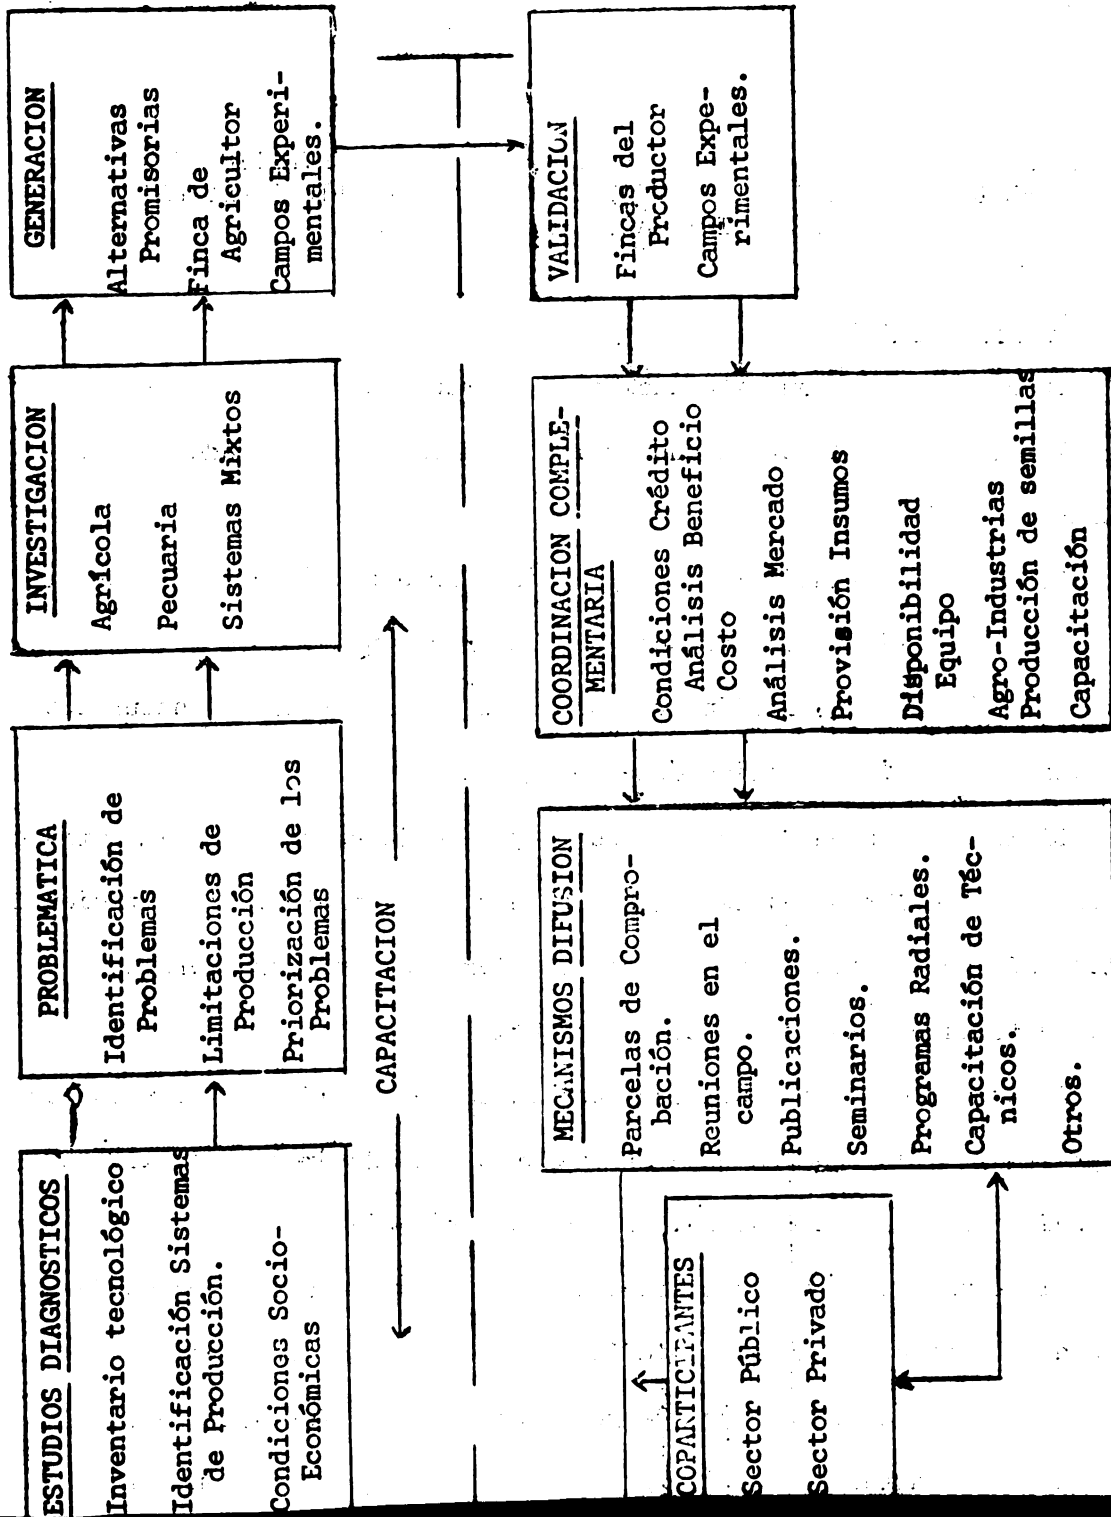 ESTUDIOS DIAGNOSTICOS
Inventario tecnológico
Identificación Sistemas
de Producción.
Condiciones Socio-
Económicas
PROBLEMATICA
Identificación de
Problemas
Limitaciones de
Producción
Priorización de los
Problemas
INVESTIGACION
Agrícola
Pecuaria
Sistemas Mixtos
GENERACION
Alternativas
Promisorias
Finca de
Agricultor
Campos Experi-
mentales.
CAPACITACION
COPARTICIPANTES
Sector Público
Sector Privado
MECANISMOS DIFUSION
Parcelas de Compro-
bación.
Reuniones en el
campo.
Publicaciones.
Seminarios.
Programas Radiales.
Capacitación de Téc-
nicos.
Otros.
COORDINACION COMPLE-
MENTARIA
Condiciones Crédito
Análisis Beneficio
Costo
Análisis Mercado
Provisión Insumos
Disponibilidad
Equipo
Agro-Industrias
Producción de semillas
Capacitación
VALIDACION
Fincas del
Productor
Campos Expe-
rimentales.